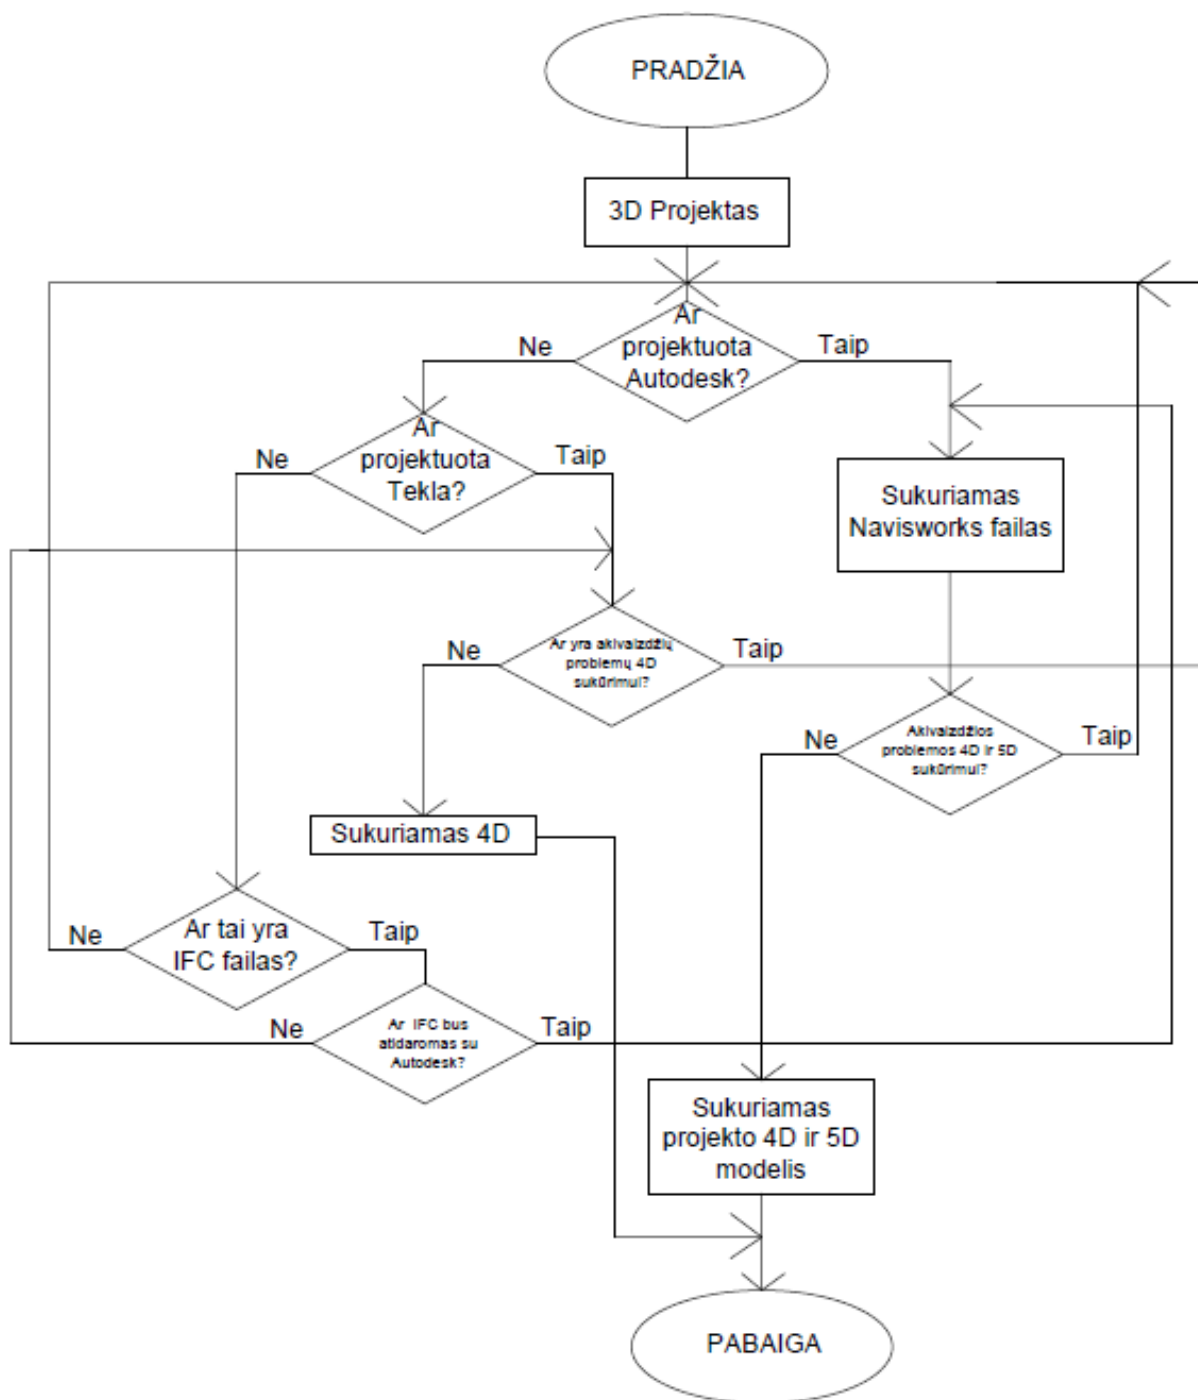 PRADŽIA
3D Projektas
Ar
projektuota
Autodesk?
Ne
Taip
Ar
projektuota
Tekla?
Ne
Taip
Sukuriamas
Navisworks failas
Ar yra akivaizdžių
problemų 4D
sukūrimui?
Ne
Taip
Akivaizdžios
problemos 4D ir 5D
sukūrimui?
Ne
Taip
Sukuriamas 4D
Ar tai yra
IFC failas?
Ne
Taip
Ar IFC bus
atidaromas su
Autodesk?
Ne
Taip
Sukuriamas
projekto 4D ir 5D
modelis
PABAIGA